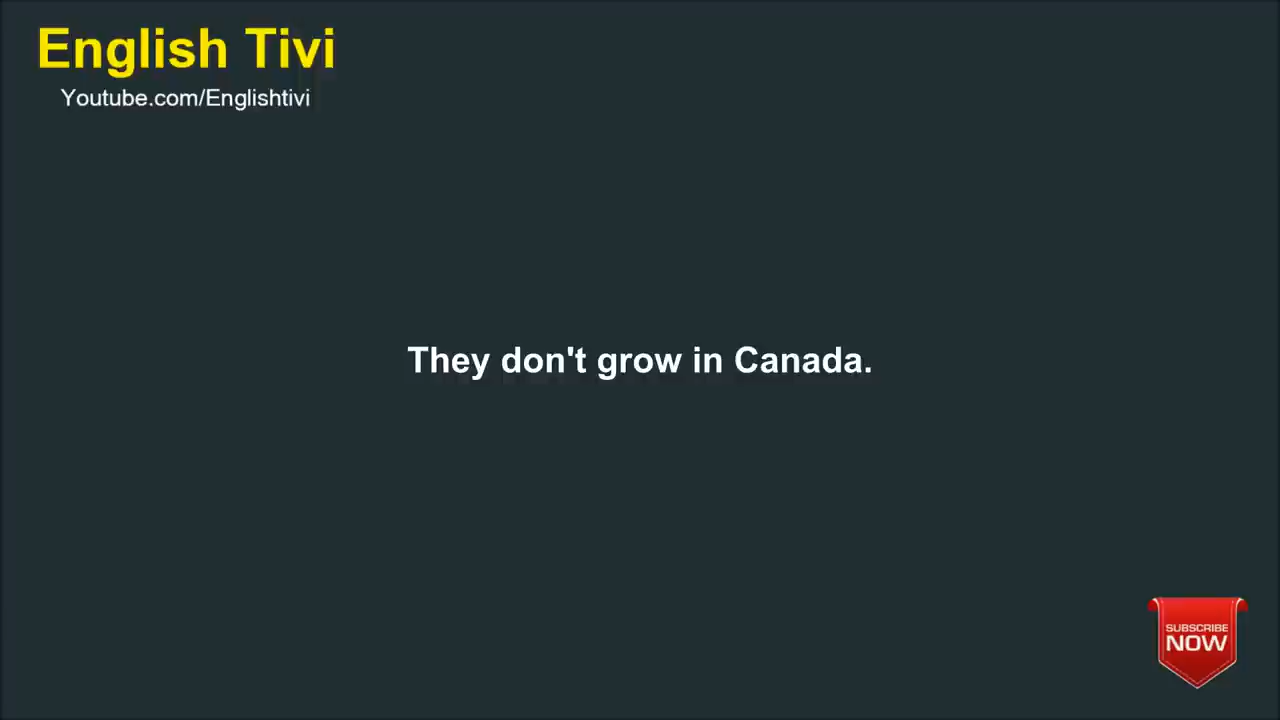 English Tivi
Youtube.com/Englishtivi
They don't grow in Canada.
SUBSCRIBE
NOW